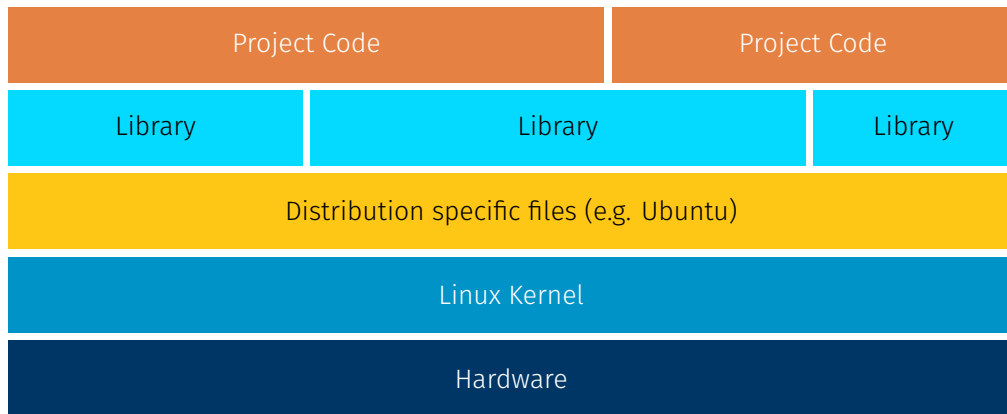 Project Code
Project Code
Library
Library
Library
Distribution specific files (e.g. Ubuntu)
Linux Kernel
Hardware